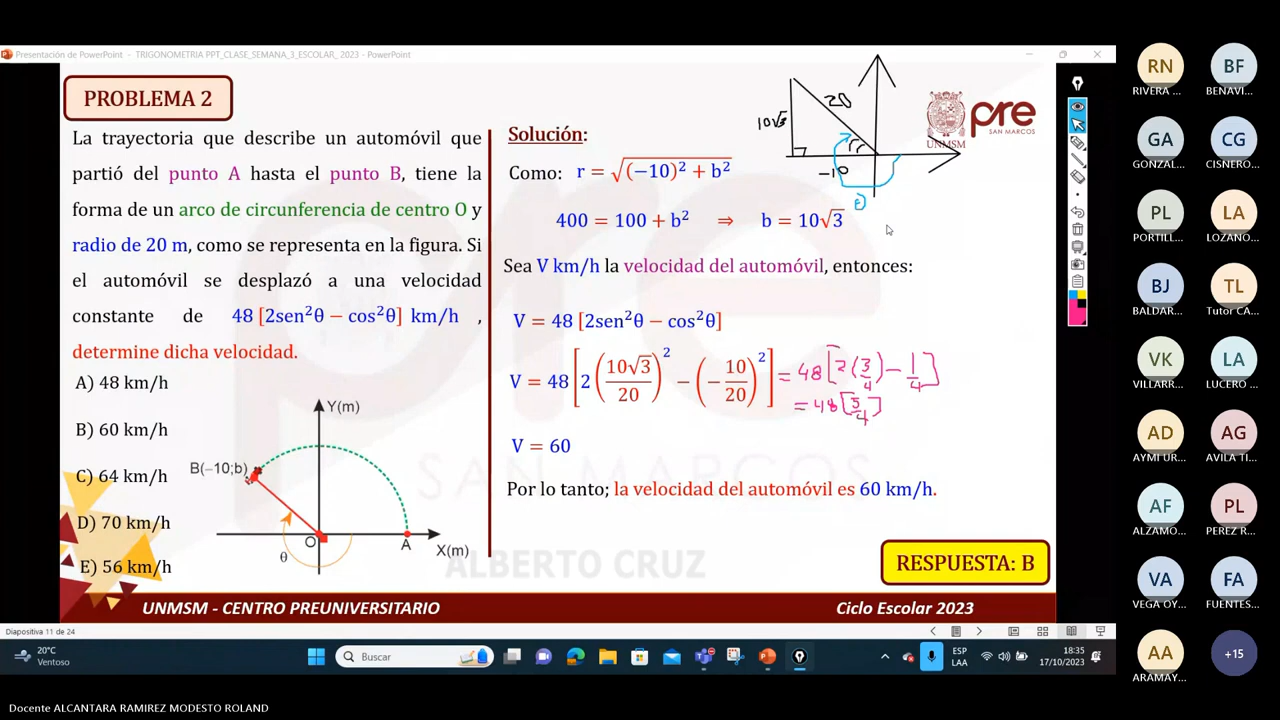 Presentación de PowerPoint - TRIGONOMETRIA PPT_CLASE_SEMANA_3_ESCOLAR_ 2023 - PowerPoint
PROBLEMA 2
La trayectoria que describe un automóvil que
partió del punto A hasta el punto B, tiene la
forma de un arco de circunferencia de centro O y
radio de 20 m, como se representa en la figura. Si
el automóvil se desplazó a una velocidad
constante de 48 [2sen²θ − cos²θ] km/h ,
determine dicha velocidad.
A) 48 km/h
B) 60 km/h
C) 64 km/h
D) 70 km/h
E) 56 km/h
Y(m)
B(−10;b)
O
A
X(m)
θ
Solución:
Como: r = √((−10)² + b²)
400 = 100 + b² ⇒ b = 10√3
Sea V km/h la velocidad del automóvil, entonces:
V = 48 [2sen²θ − cos²θ]
V = 48 [2 (10√3/20)² − (−10/20)²] = 48 [2(3/4) − 1/4]
= 48 [5/4]
V = 60
Por lo tanto; la velocidad del automóvil es 60 km/h.
20
10√3
−10
UNMSM
pre
SAN MARCOS
pre
SAN MARCOS
ALBERTO CRUZ
RESPUESTA: B
UNMSM - CENTRO PREUNIVERSITARIO
Ciclo Escolar 2023
Diapositiva 11 de 24
20°C
Ventoso
Buscar
ESP
LAA
18:35
17/10/2023
RN
RIVERA ...
BF
BENAVI...
GA
GONZAL...
CG
CISNERO...
PL
PORTILL...
LA
LOZANO...
BJ
BALDAR...
TL
Tutor Ca...
VK
VILLARR...
LA
LUCERO ...
AD
AYMI UR...
AG
AVILA TI...
AF
ALZAMO...
PL
PEREZ R...
VA
VEGA OY...
FA
FUENTES...
AA
ARAMAY...
+15
Docente ALCANTARA RAMIREZ MODESTO ROLAND